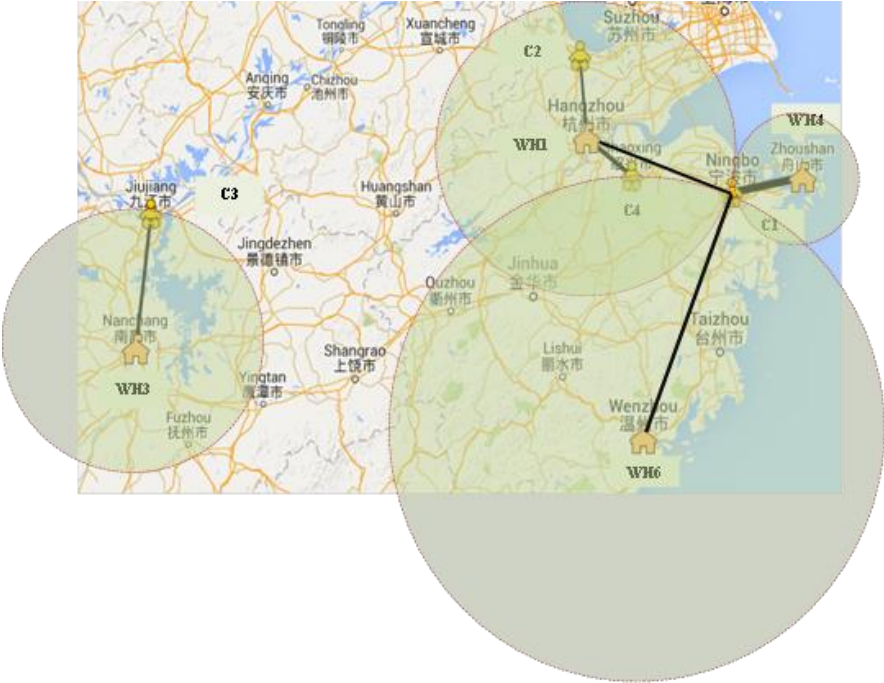 Tongling
铜陵市
Xuancheng
宣城市
Suzhou
苏州市
C2
Anqing
安庆市
Chizhou
池州市
Hangzhou
杭州市
WH1
WH4
Zhoushan
舟山市
Ningbo
宁波市
Jiujiang
九江市
C3
Huangshan
黄山市
C4
C1
Jingdezhen
景德镇市
Jinhua
金华市
Quzhou
衢州市
Nanchang
南昌市
Taizhou
台州市
Shangrao
上饶市
Lishui
丽水市
WH3
Yingtan
鹰潭市
Fuzhou
抚州市
Wenzhou
温州市
WH6